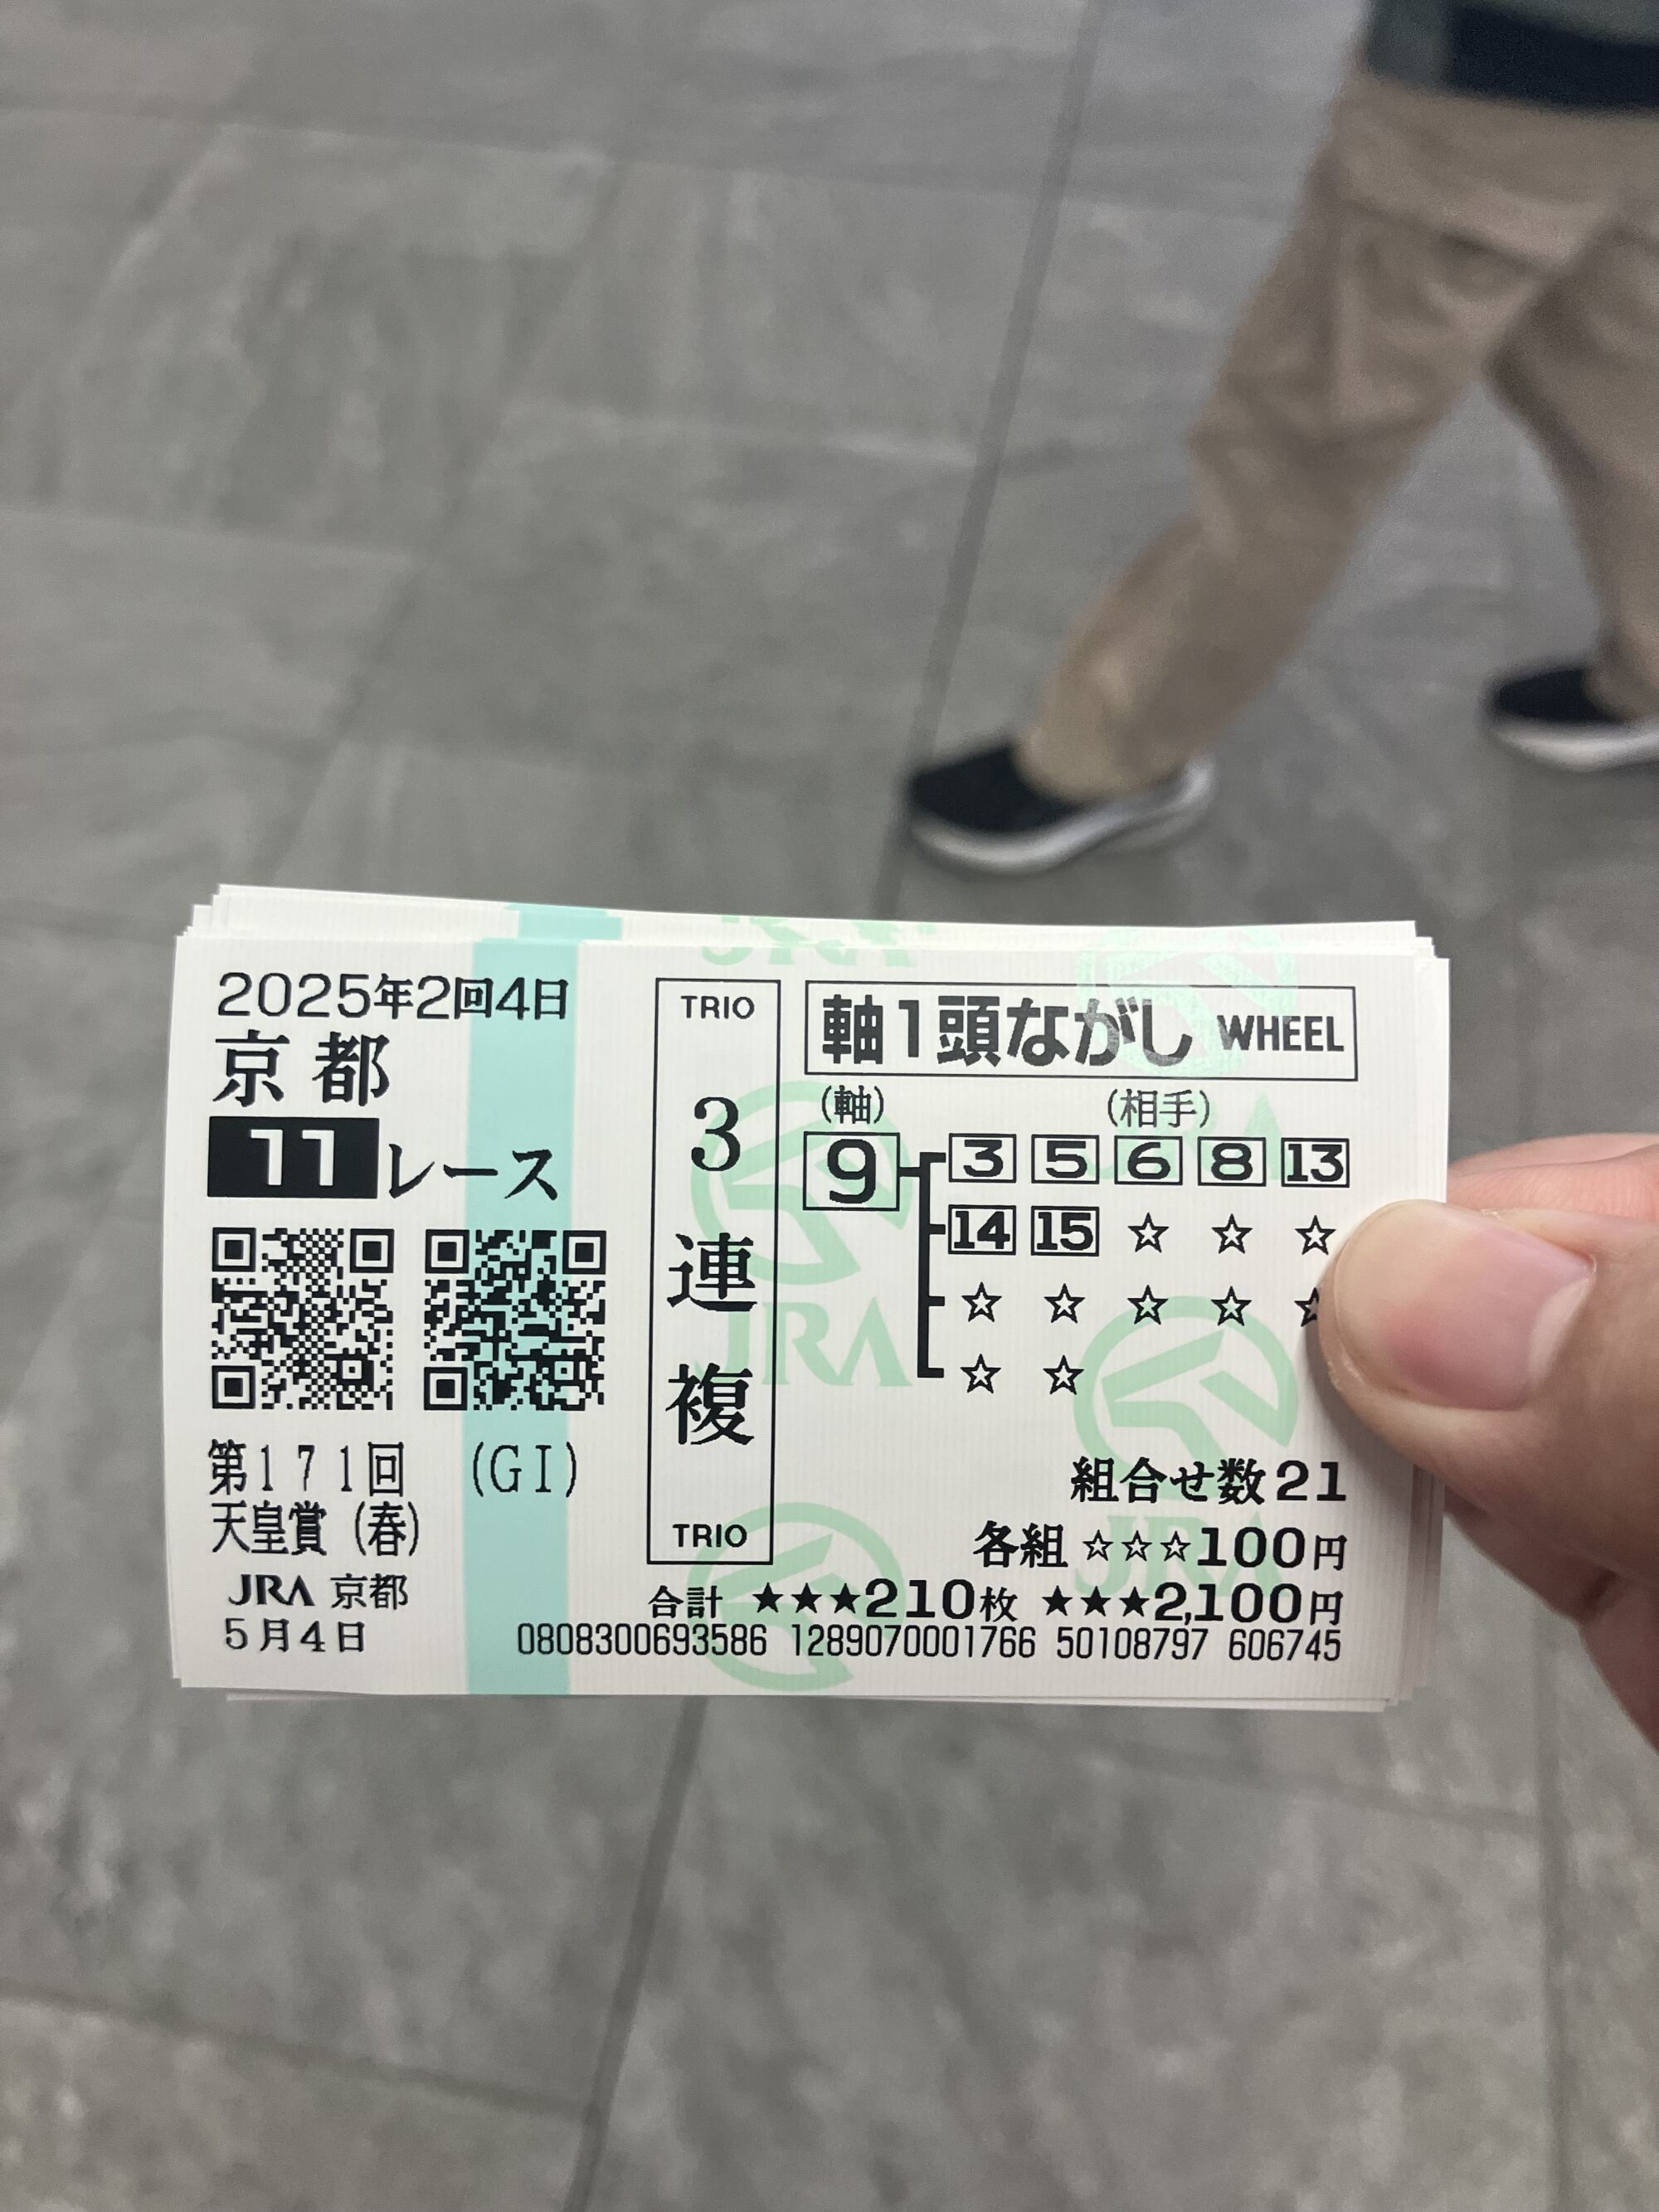 2025年2回4日
京都
11レース
第171回 (GI)
天皇賞(春)
JRA 京都
5月4日
TRIO
3連複
TRIO
軸1頭ながし WHEEL
(軸) (相手)
9 3 5 6 8 13
14 15 ☆ ☆ ☆
☆ ☆ ☆ ☆ ☆
☆ ☆
組合せ数21
各組 ☆☆☆100円
合計 ★★★210枚 ★★★2,100円
0808300693586 1289070001766 50108797 606745
JRA
JRA
JRA